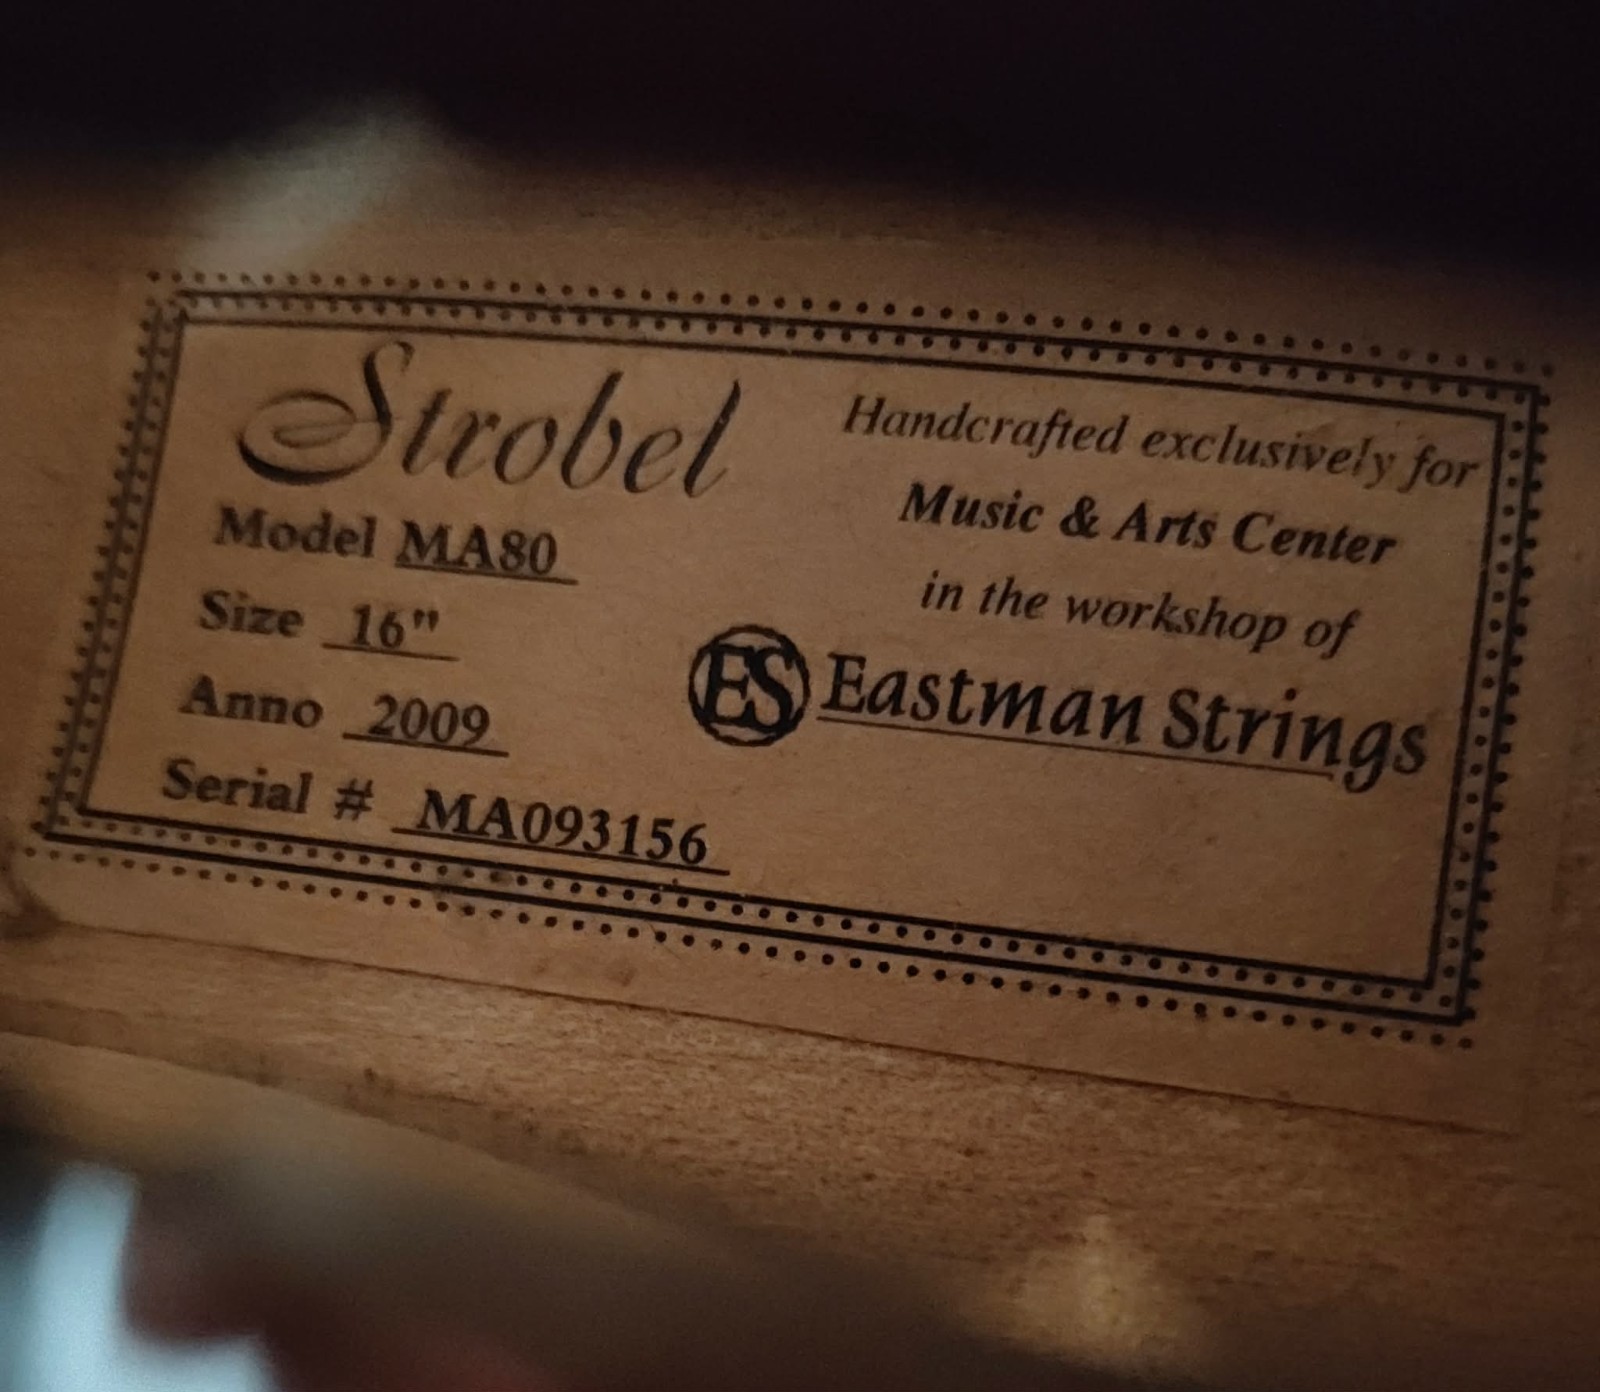 Strobel
Model MA80
Size 16"
Anno 2009
Serial # MA093156
Handcrafted exclusively for
Music & Arts Center
in the workshop of
ES Eastman Strings